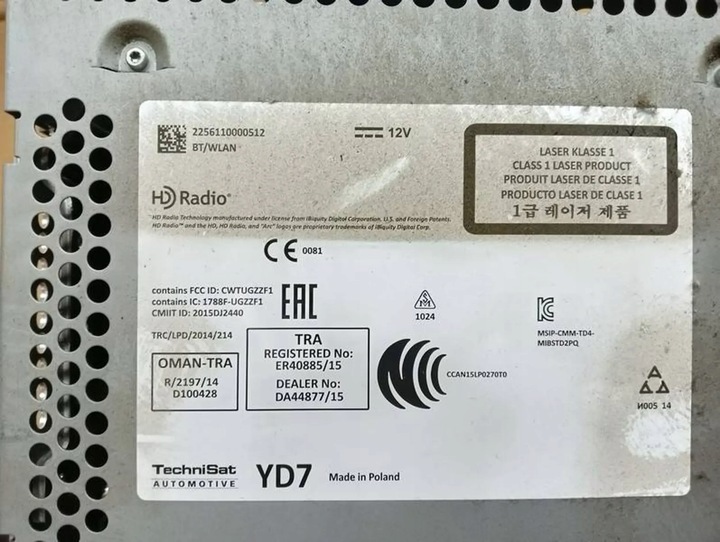 2256110000512
BT/WLAN
12V
LASER KLASSE 1
CLASS 1 LASER PRODUCT
PRODUIT LASER DE CLASSE 1
PRODUCTO LASER DE CLASE 1
1급 레이저 제품
HD Radio®
HD Radio Technology manufactured under license from iBiquity Digital Corporation. U.S. and Foreign Patents.
HD Radio™ and the HD, HD Radio, and "Arc" logos are proprietary trademarks of iBiquity Digital Corp.
CE 0081
contains FCC ID: CWTUGZZF1
contains IC: 1788F-UGZZF1
CMIIT ID: 2015DJ2440
EAC
1024
MSIP-CMM-TD4-
MIBSTD2PQ
TRC/LPD/2014/214
OMAN-TRA
R/2197/14
D100428
TRA
REGISTERED No:
ER40885/15
DEALER No:
DA44877/15
CCAN15LP0270T0
И005 14
TechniSat
AUTOMOTIVE
YD7
Made in Poland